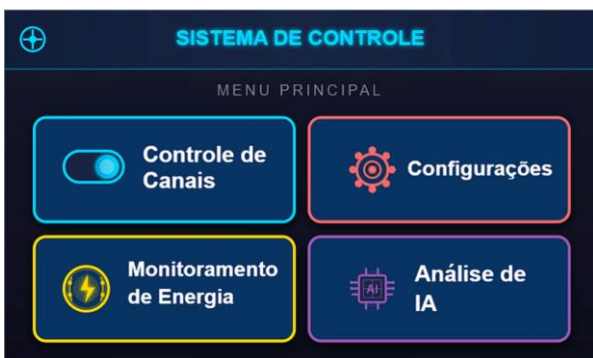 SISTEMA DE CONTROLE
MENU PRINCIPAL
Controle de
Canais
Configurações
Monitoramento
de Energia
AI
Análise de
IA